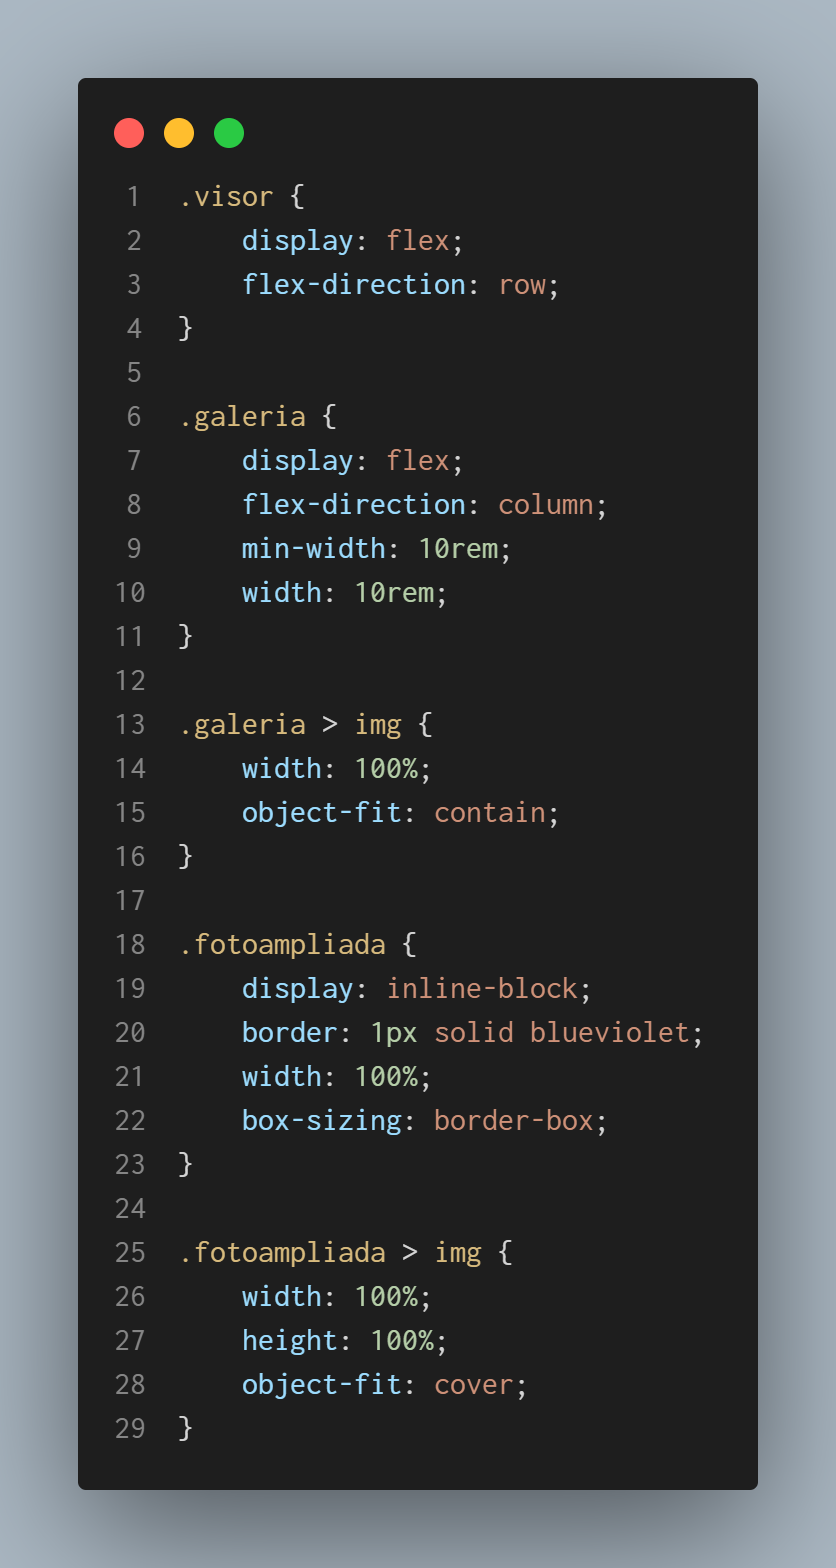 1 .visor {
2     display: flex;
3     flex-direction: row;
4 }
5
6 .galeria {
7     display: flex;
8     flex-direction: column;
9     min-width: 10rem;
10     width: 10rem;
11 }
12
13 .galeria > img {
14     width: 100%;
15     object-fit: contain;
16 }
17
18 .fotoampliada {
19     display: inline-block;
20     border: 1px solid blueviolet;
21     width: 100%;
22     box-sizing: border-box;
23 }
24
25 .fotoampliada > img {
26     width: 100%;
27     height: 100%;
28     object-fit: cover;
29 }